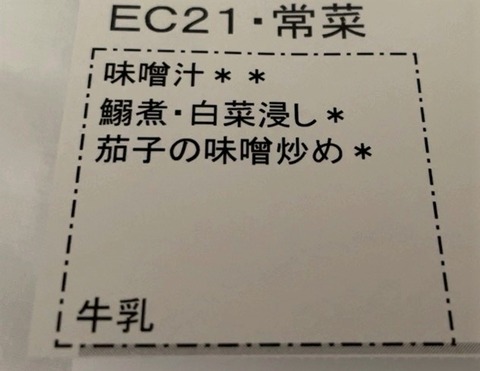 EC21・常菜
味噌汁＊＊
鰯煮・白菜浸し＊
茄子の味噌炒め＊
牛乳